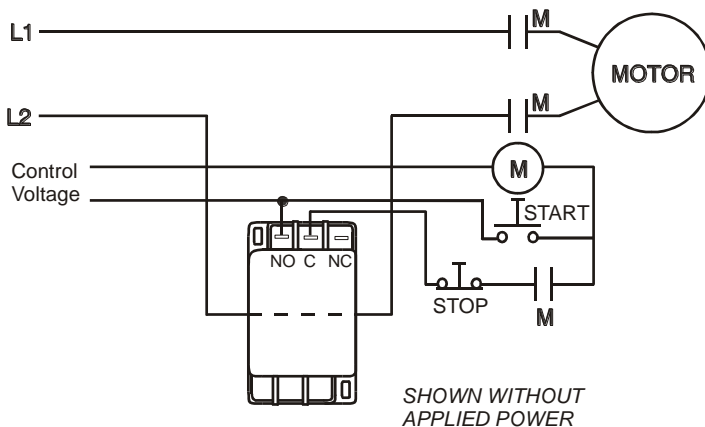 L1
M
MOTOR
L2
M
Control
Voltage
M
START
NO C NC
STOP
M
SHOWN WITHOUT
APPLIED POWER